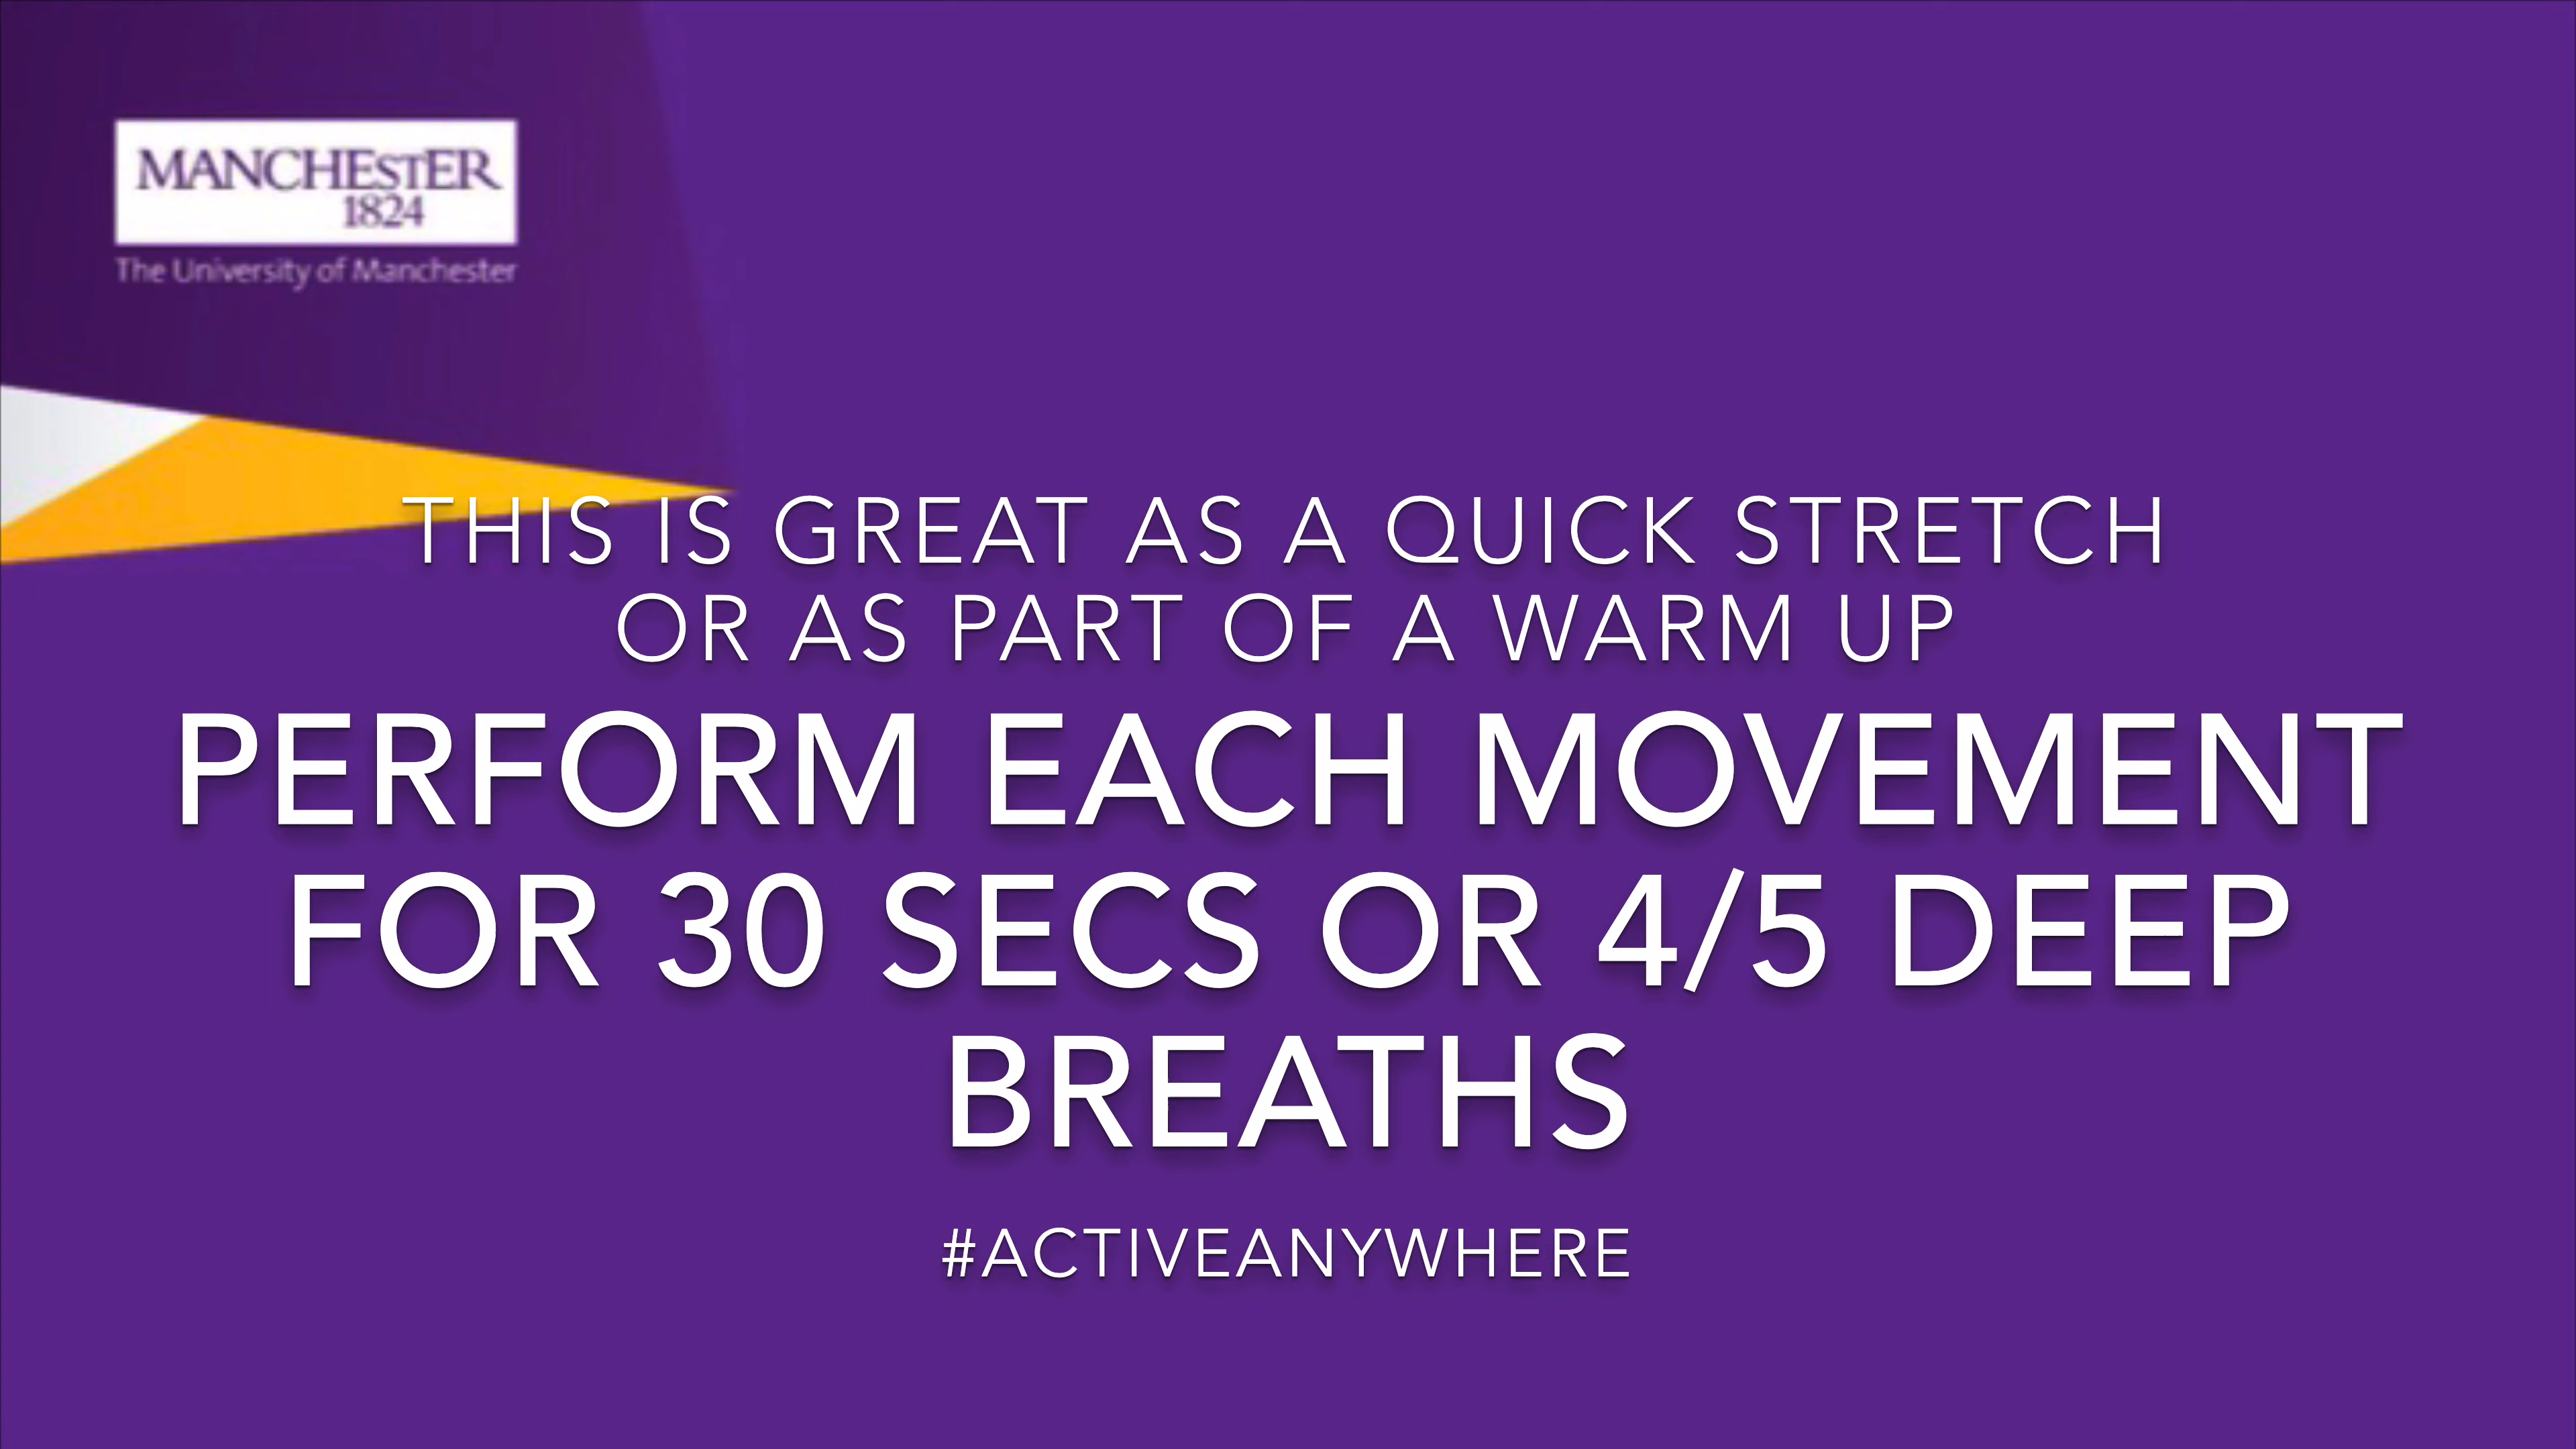 MANCHESTER
1824
The University of Manchester
THIS IS GREAT AS A QUICK STRETCH
OR AS PART OF A WARM UP
PERFORM EACH MOVEMENT
FOR 30 SECS OR 4/5 DEEP
BREATHS
#ACTIVEANYWHERE